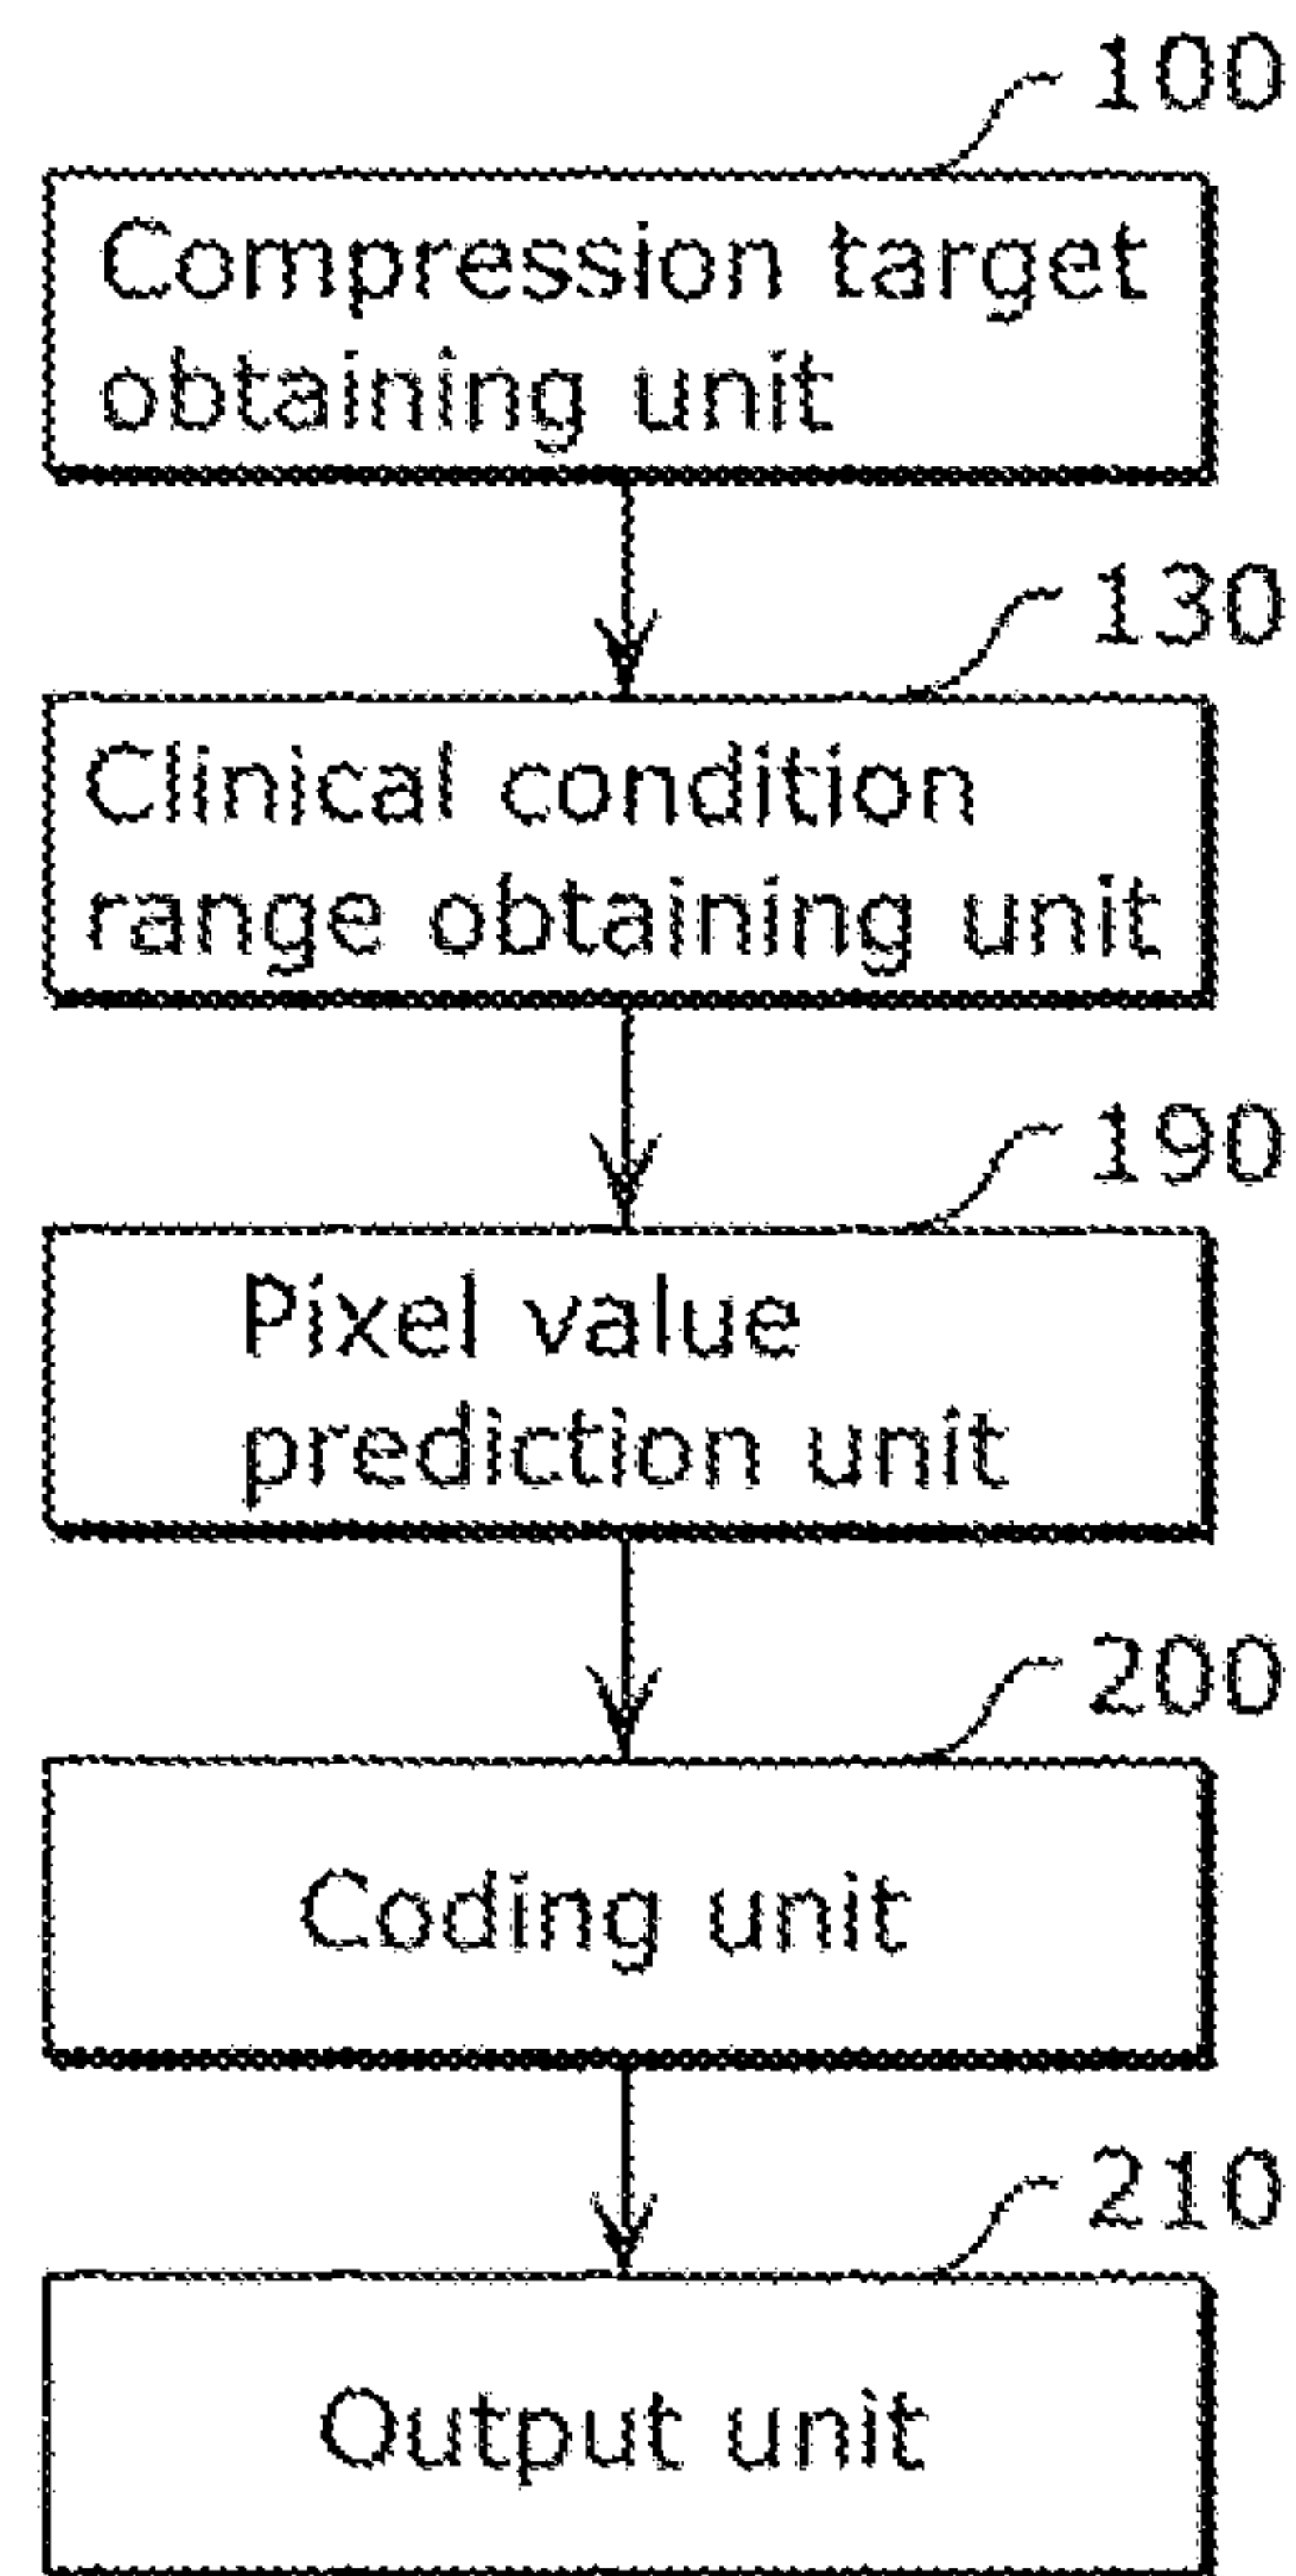 100
Compression target
obtaining unit
130
Clinical condition
range obtaining unit
190
Pixel value
prediction unit
200
Coding unit
210
Output unit